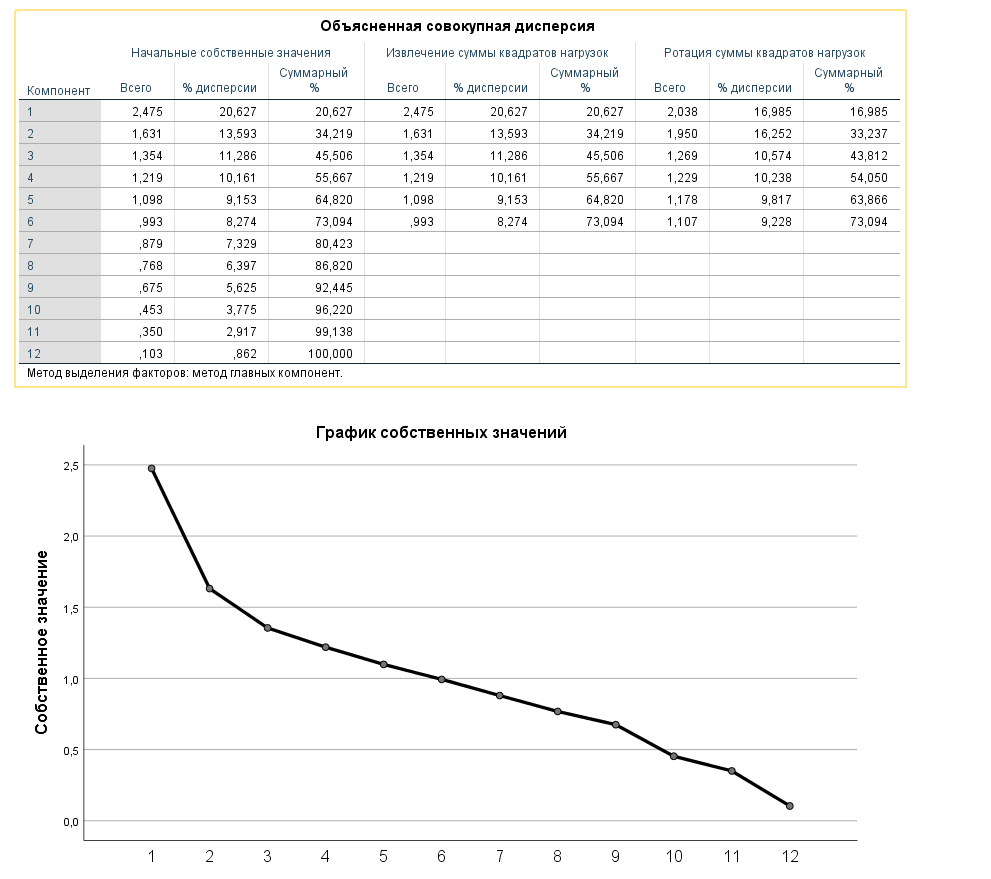 Объясненная совокупная дисперсия
Начальные собственные значения Извлечение суммы квадратов нагрузок Ротация суммы квадратов нагрузок
Компонент Всего % дисперсии Суммарный % Всего % дисперсии Суммарный % Всего % дисперсии Суммарный %
1 2,475 20,627 20,627 2,475 20,627 20,627 2,038 16,985 16,985
2 1,631 13,593 34,219 1,631 13,593 34,219 1,950 16,252 33,237
3 1,354 11,286 45,506 1,354 11,286 45,506 1,269 10,574 43,812
4 1,219 10,161 55,667 1,219 10,161 55,667 1,229 10,238 54,050
5 1,098 9,153 64,820 1,098 9,153 64,820 1,178 9,817 63,866
6 ,993 8,274 73,094 ,993 8,274 73,094 1,107 9,228 73,094
7 ,879 7,329 80,423
8 ,768 6,397 86,820
9 ,675 5,625 92,445
10 ,453 3,775 96,220
11 ,350 2,917 99,138
12 ,103 ,862 100,000
Метод выделения факторов: метод главных компонент.
График собственных значений
Собственное значение
2,5
2,0
1,5
1,0
0,5
0,0
1 2 3 4 5 6 7 8 9 10 11 12